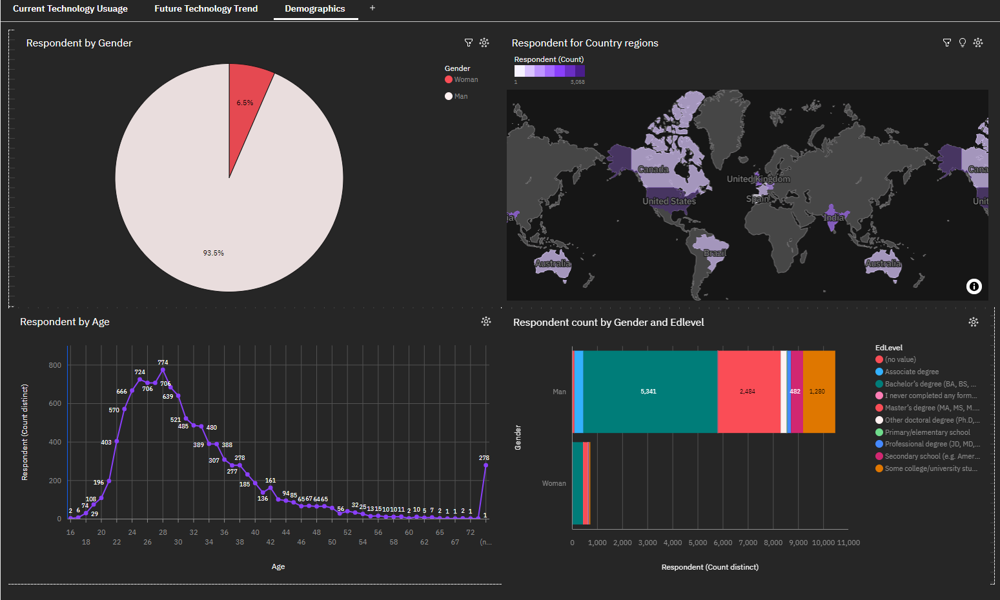 Current Technology Usuage
Future Technology Trend
Demographics
+
Respondent by Gender
Gender
Woman
Man
6.5%
93.5%
Respondent for Country regions
Respondent (Count)
1
3,058
Canada
United Kingdom
Cana
United States
Spain
Unit
ia
India
Brazil
Australia
Australia
Respondent by Age
Respondent (Count distinct)
800
600
400
200
0
2
6
74
29
108
196
403
570
666
724
706
774
706
639
521
485
480
389
388
307
277
278
185
136
161
94
85
65
67
64
65
56
32
25
13
15
10
10
11
2
10
5
7
2
1
1
2
1
1
278
16
18
20
22
24
26
28
30
32
34
36
38
40
42
44
46
48
50
52
54
56
58
60
62
65
67
72
(n...
Age
Respondent count by Gender and Edlevel
Gender
Man
5,341
2,484
482
1,280
Woman
0
1,000
2,000
3,000
4,000
5,000
6,000
7,000
8,000
9,000
10,000
11,000
Respondent (Count distinct)
EdLevel
(no value)
Associate degree
Bachelor's degree (BA, BS, ...
I never completed any form...
Master's degree (MA, MS, M....
Other doctoral degree (Ph.D,...
Primary/elementary school
Professional degree (JD, MD,...
Secondary school (e.g. Amer...
Some college/university stu...